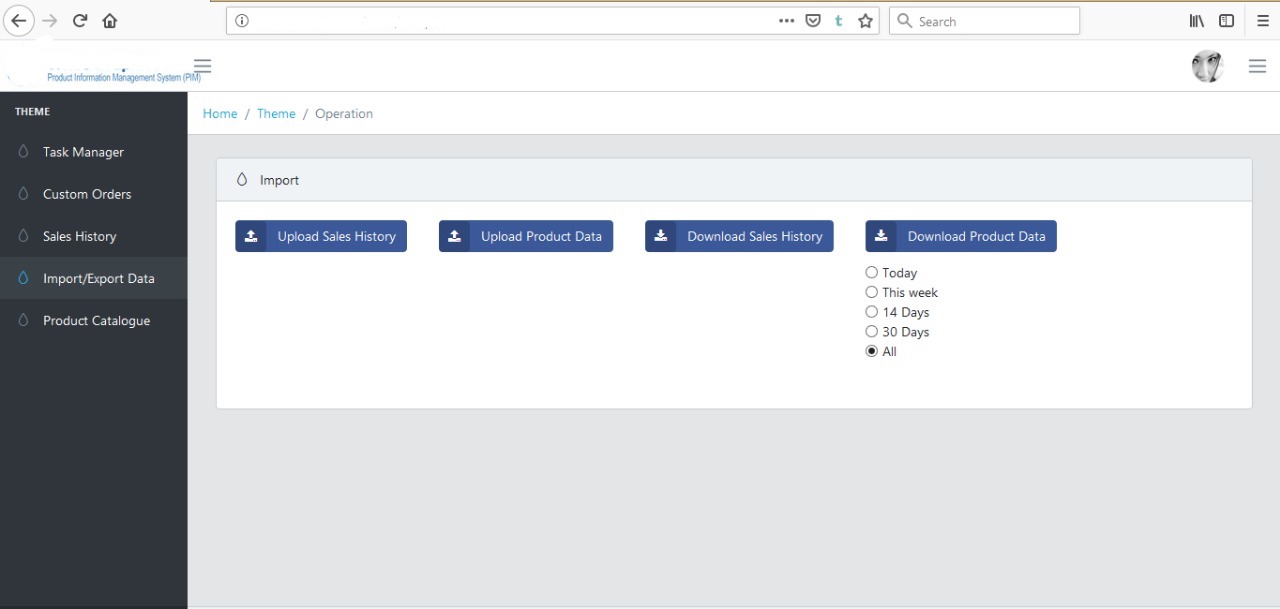 Search
Product Information Management System (PIM)
THEME
Home / Theme / Operation
Task Manager
Custom Orders
Sales History
Import/Export Data
Product Catalogue
Import
Upload Sales History
Upload Product Data
Download Sales History
Download Product Data
Today
This week
14 Days
30 Days
All